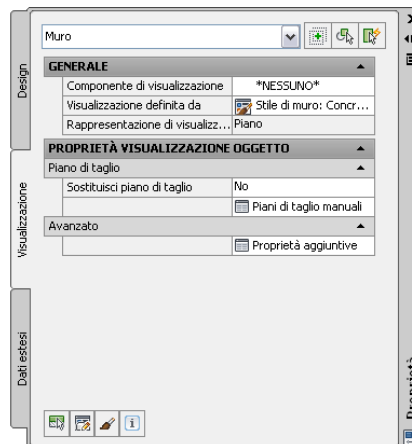 Muro
GENERALE
Componente di visualizzazione *NESSUNO*
Visualizzazione definita da Stile di muro: Concr...
Rappresentazione di visualizz... Piano
PROPRIETÀ VISUALIZZAZIONE OGGETTO
Piano di taglio
Sostituisci piano di taglio No
Piani di taglio manuali
Avanzato
Proprietà aggiuntive
Design
Visualizzazione
Dati estesi
Proprietà